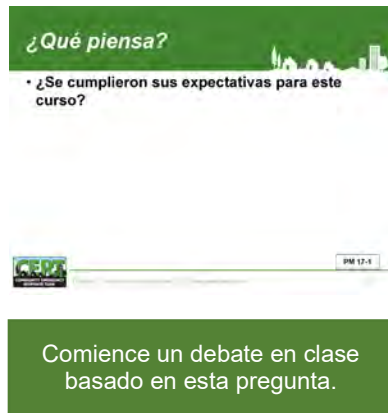 ¿Qué piensa?
• ¿Se cumplieron sus expectativas para este
curso?
CERT
PM 17-1
Comience un debate en clase
basado en esta pregunta.